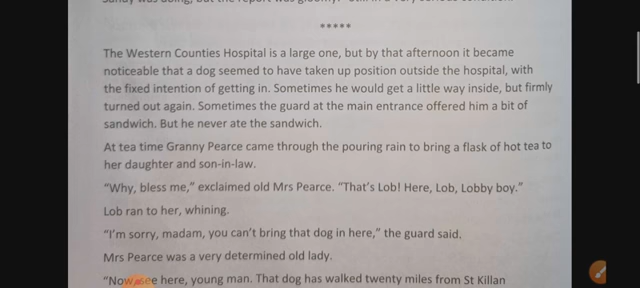 *****
The Western Counties Hospital is a large one, but by that afternoon it became
noticeable that a dog seemed to have taken up position outside the hospital, with
the fixed intention of getting in. Sometimes he would get a little way inside, but firmly
turned out again. Sometimes the guard at the main entrance offered him a bit of
sandwich. But he never ate the sandwich.
At tea time Granny Pearce came through the pouring rain to bring a flask of hot tea to
her daughter and son-in-law.
“Why, bless me,” exclaimed old Mrs Pearce. “That’s Lob! Here, Lob, Lobby boy.”
Lob ran to her, whining.
“I’m sorry, madam, you can’t bring that dog in here,” the guard said.
Mrs Pearce was a very determined old lady.
“Now see here, young man. That dog has walked twenty miles from St Killan